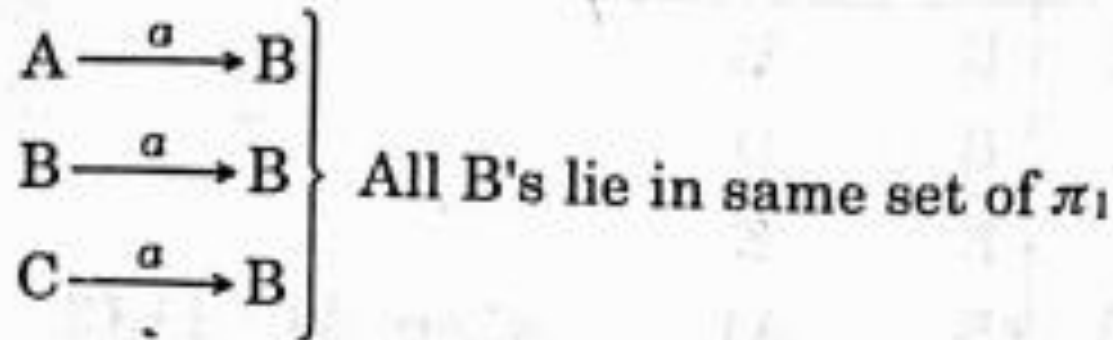 A a B
B a B All B's lie in same set of π1
C a B